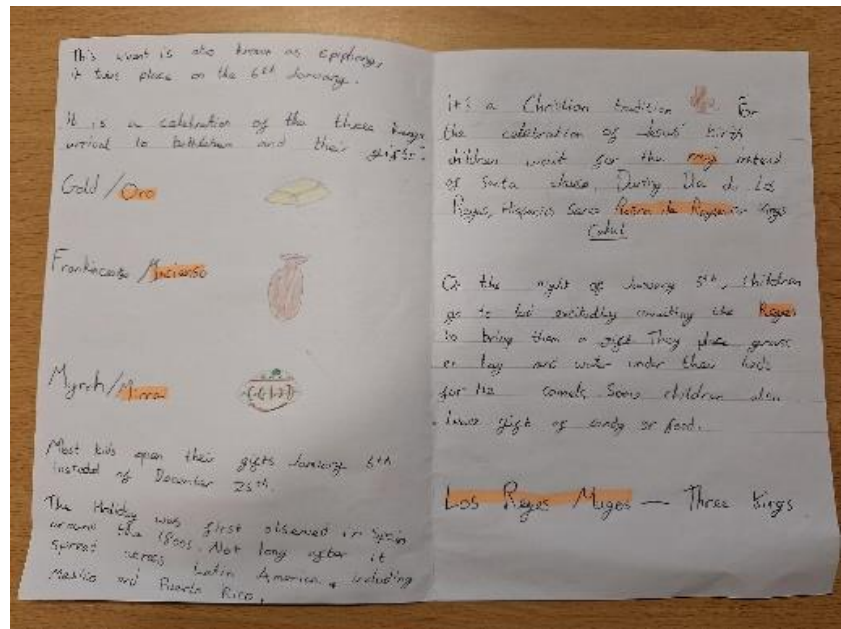 This event is also known as Epiphany,
it takes place on the 6th January.
It is a celebration of the three kings
arrival to bethlehem and their gifts:
Gold / Oro
Frankincense / Incienso
Myrrh / Mirra
Most kids open their gifts January 6th
instead of December 25th.
The Holiday was first observed in Spain
around the 1800s. Not long after it
spread across Latin America, including
Mexico and Puerto Rico.
It's a Christian tradition for
the celebration of Jesus' birth
children wait for the instead
of Santa clause. During Dia de Los
Reyes, Hispanics Rosca de Reyes or Kings
On the night of January 5th, children
go to bed excitedly awaiting the Reyes
to bring them a gift They place grass
or hay and water under their beds
for the camels Some children also
leave gift of candy or food.
Los Reyes Magos — Three Kings